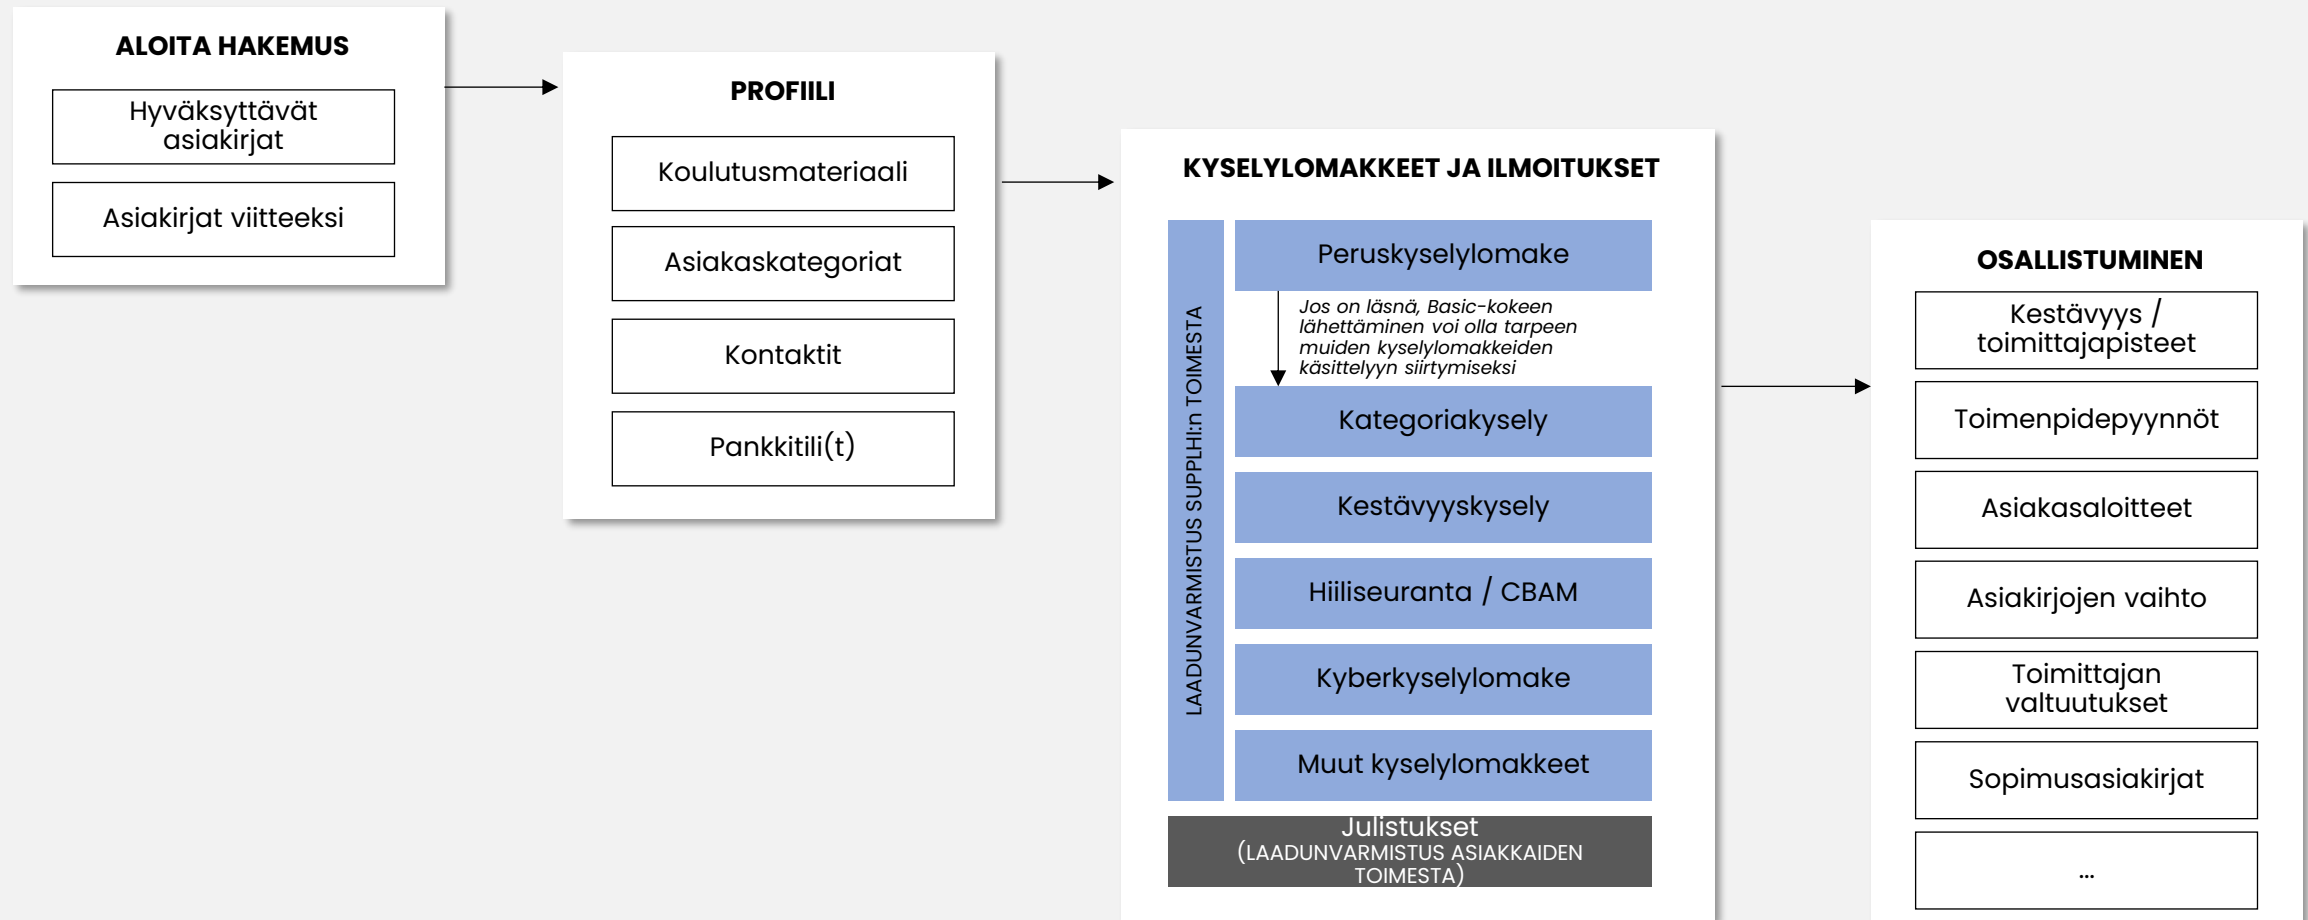 ALOITA HAKEMUS
Hyväksyttävät
asiakirjat
Asiakirjat viitteeksi
PROFIILI
Koulutusmateriaali
Asiakaskategoriat
Kontaktit
Pankkitili(t)
KYSELYLOMAKKEET JA ILMOITUKSET
LAADUNVARMISTUS SUPPLHI:n TOIMESTA
Peruskyselylomake
Jos on läsnä, Basic-kokeen
lähettäminen voi olla tarpeen
muiden kyselylomakkeiden
käsittelyyn siirtymiseksi
Kategoriakysely
Kestävyyskysely
Hiiliseuranta / CBAM
Kyberkyselylomake
Muut kyselylomakkeet
Julistukset
(LAADUNVARMISTUS ASIAKKAIDEN
TOIMESTA)
OSALLISTUMINEN
Kestävyys /
toimittajapisteet
Toimenpidepyynnöt
Asiakasaloitteet
Asiakirjojen vaihto
Toimittajan
valtuutukset
Sopimusasiakirjat
...